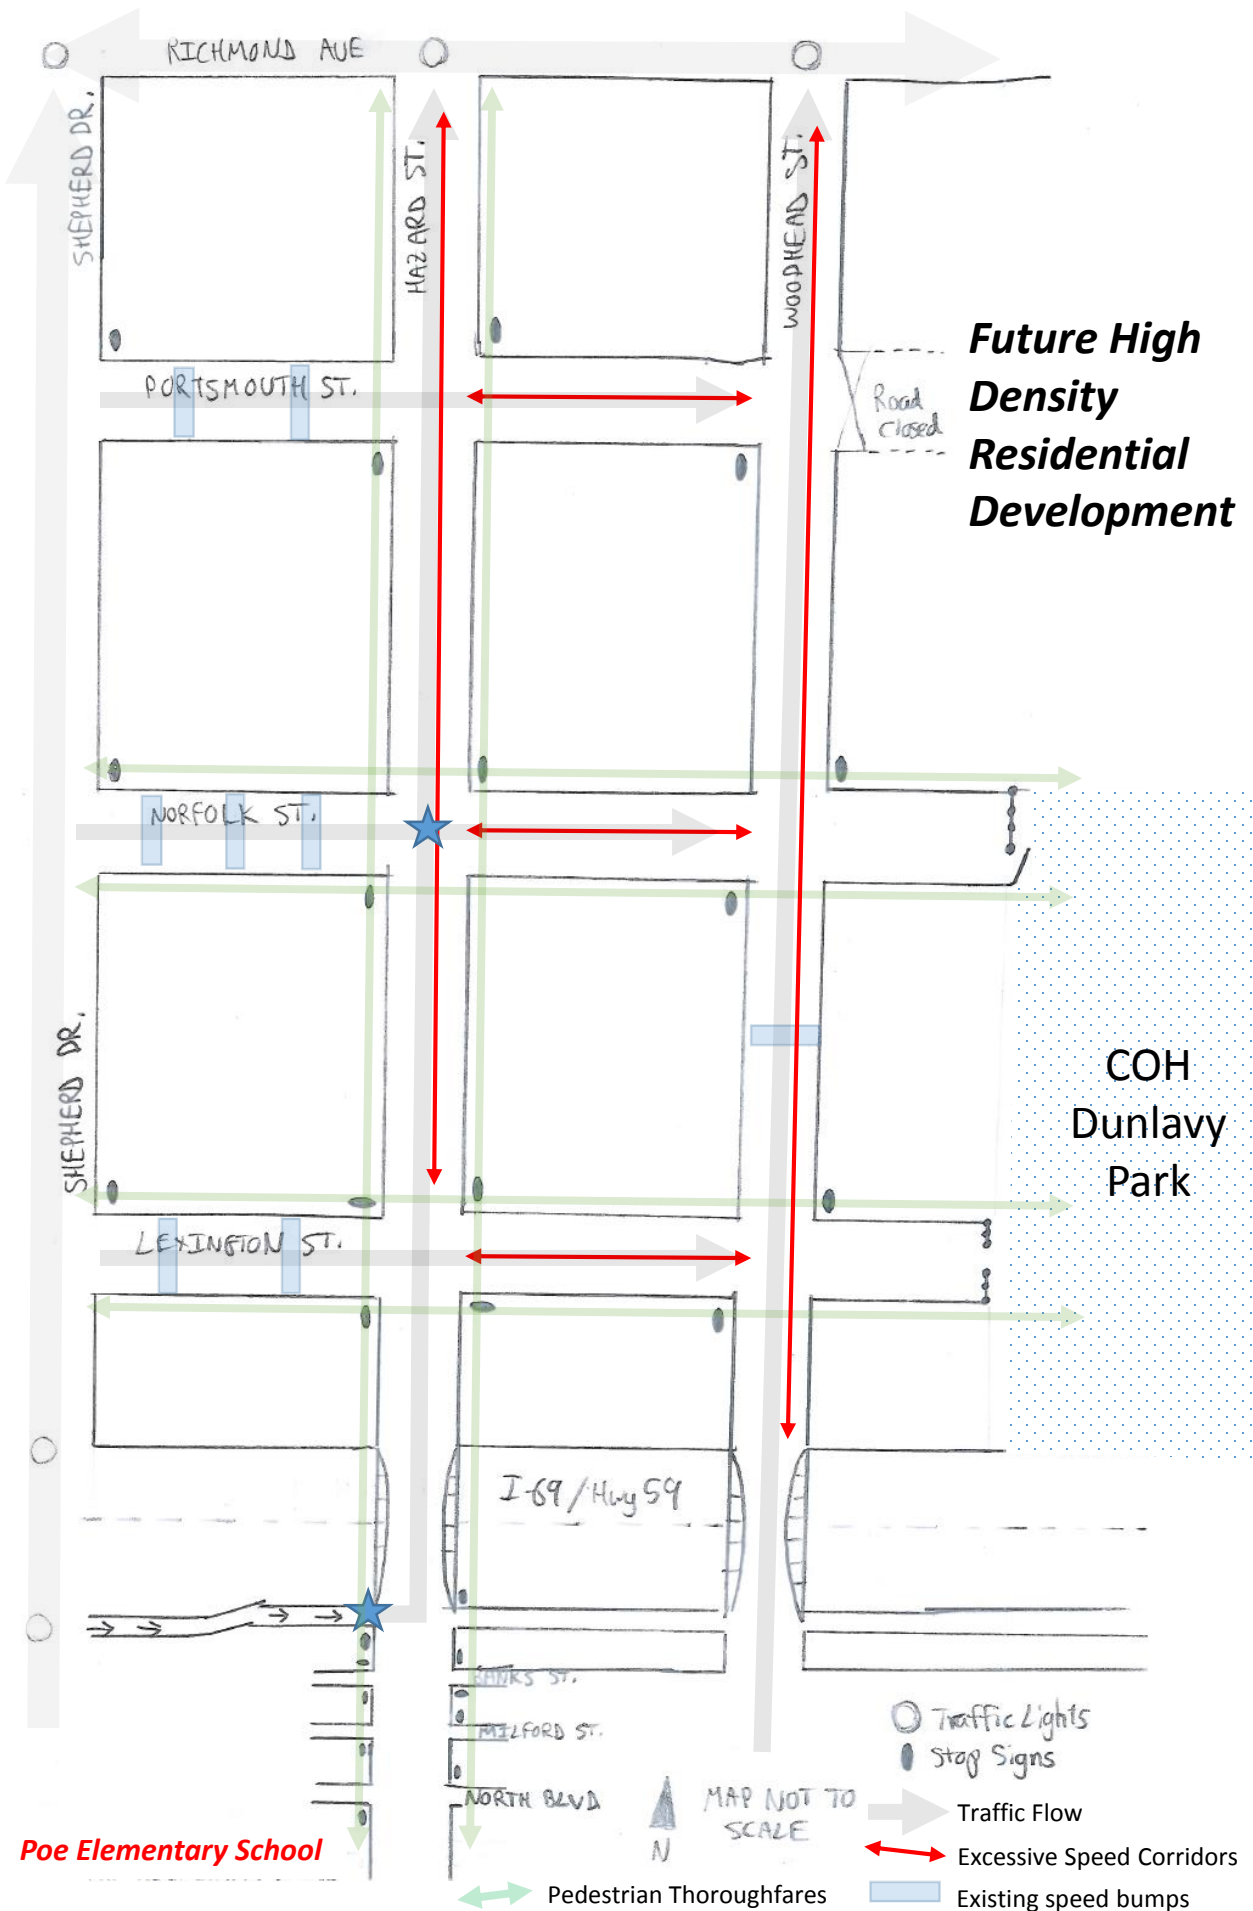 RICHMOND AVE
SHEPHERD DR.
HAZARD ST.
WOODHEAD ST.
Future High
Density
Residential
Development
Road
Closed
PORTSMOUTH ST.
NORFOLK ST.
SHEPHERD DR.
COH
Dunlavy
Park
LEXINGTON ST.
I-69/Hwy 59
BANKS ST.
MILFORD ST.
NORTH BLVD
N
MAP NOT TO
SCALE
Traffic Lights
Stop Signs
Traffic Flow
Poe Elementary School
Excessive Speed Corridors
Pedestrian Thoroughfares
Existing speed bumps